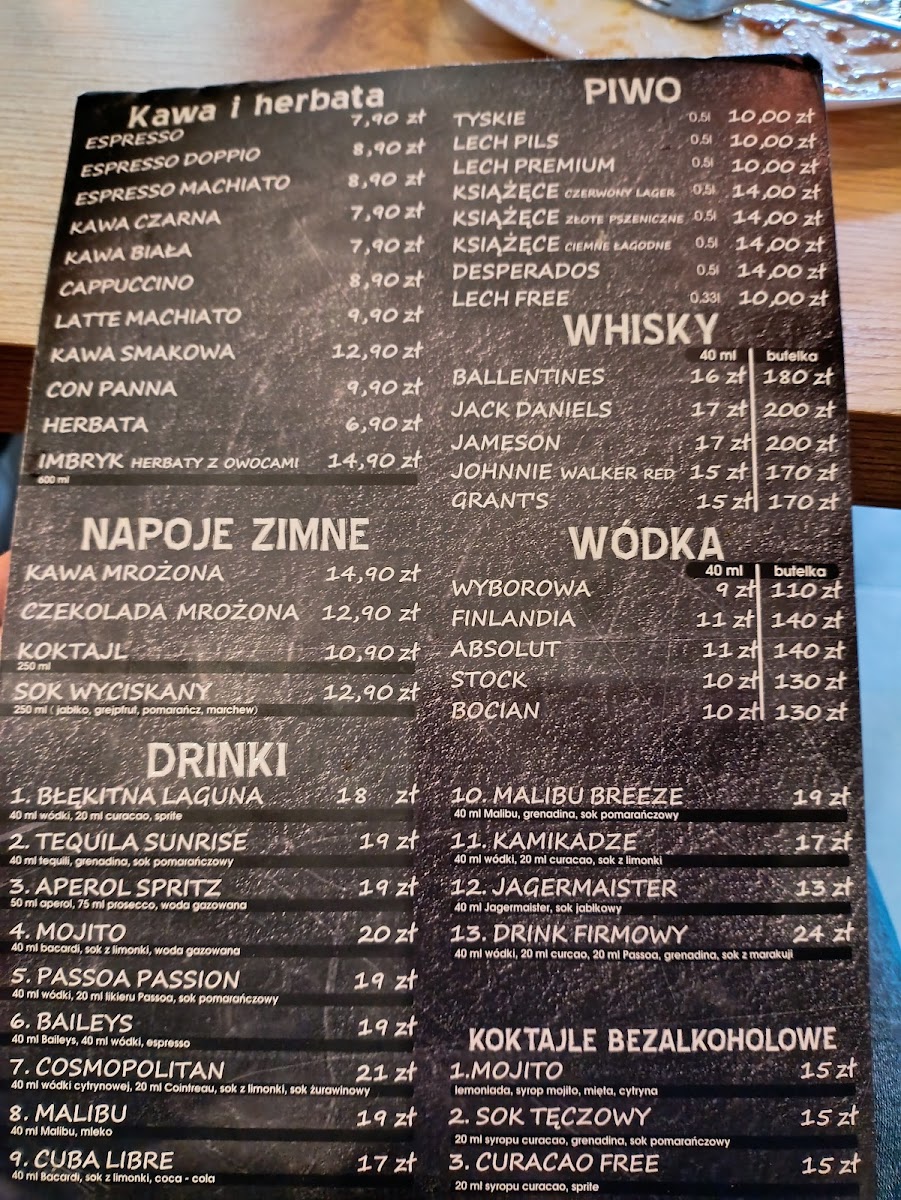 Kawa i herbata
ESPRESSO 7,90 zł
ESPRESSO DOPPIO 8,90 zł
ESPRESSO MACHIATO 8,90 zł
KAWA CZARNA 7,90 zł
KAWA BIAŁA 7,90 zł
CAPPUCCINO 8,90 zł
LATTE MACHIATO 9,90 zł
KAWA SMAKOWA 12,90 zł
CON PANNA 9,90 zł
HERBATA 6,90 zł
IMBRYK HERBATY Z OWOCAMI 14,90 zł
600 ml
NAPOJE ZIMNE
KAWA MROŻONA 14,90 zł
CZEKOLADA MROŻONA 12,90 zł
KOKTAJL 10,90 zł
250 ml
SOK WYCISKANY 12,90 zł
250 ml ( jabłko, grejpfrut, pomarańcz, marchew)
PIWO
TYSKIE 0,5l 10,00 zł
LECH PILS 0,5l 10,00 zł
LECH PREMIUM 0,5l 10,00 zł
KSIĄŻĘCE CZERWONY LAGER 0,5l 14,00 zł
KSIĄŻĘCE ZŁOTE PSZENICZNE 0,5l 14,00 zł
KSIĄŻĘCE CIEMNE ŁAGODNE 0,5l 14,00 zł
DESPERADOS 0,5l 14,00 zł
LECH FREE 0,33l 10,00 zł
WHISKY
40 ml butelka
BALLENTINES 16 zł 180 zł
JACK DANIELS 17 zł 200 zł
JAMESON 17 zł 200 zł
JOHNNIE WALKER RED 15 zł 170 zł
GRANT'S 15 zł 170 zł
WÓDKA
40 ml butelka
WYBOROWA 9 zł 110 zł
FINLANDIA 11 zł 140 zł
ABSOLUT 11 zł 140 zł
STOCK 10 zł 130 zł
BOCIAN 10 zł 130 zł
DRINKI
1. BŁĘKITNA LAGUNA 18 zł
40 ml wódki, 20 ml curacao, sprite
2. TEQUILA SUNRISE 19 zł
40 ml tequili, grenadina, sok pomarańczowy
3. APEROL SPRITZ 19 zł
50 ml aperol, 75 ml prosecco, woda gazowana
4. MOJITO 20 zł
40 ml bacardi, sok z limonki, woda gazowana
5. PASSOA PASSION 19 zł
40 ml wódki, 20 ml likieru Passoa, sok pomarańczowy
6. BAILEYS 19 zł
40 ml Baileys, 40 ml wódki, espresso
7. COSMOPOLITAN 21 zł
40 ml wódki cytrynowej, 20 ml Cointreau, sok z limonki, sok żurawinowy
8. MALIBU 19 zł
40 ml Malibu, mleko
9. CUBA LIBRE 17 zł
40 ml Bacardi, sok z limonki, coca - cola
10. MALIBU BREEZE 19 zł
40 ml Malibu, grenadina, sok pomarańczowy
11. KAMIKADZE 17 zł
40 ml wódki, 20 ml curacao, sok z limonki
12. JAGERMAISTER 13 zł
40 ml Jagermaister, sok jabłkowy
13. DRINK FIRMOWY 24 zł
40 ml wódki, 20 ml curcao, 20 ml Passoa, grenadina, sok z marakuji
KOKTAJLE BEZALKOHOLOWE
1.MOJITO 15 zł
lemoniada, syrop mojito, mięta, cytryna
2. SOK TĘCZOWY 15 zł
20 ml syropu curacao, grenadina, sok pomarańczowy
3. CURACAO FREE 15 zł
20 ml syropu curacao, sprite